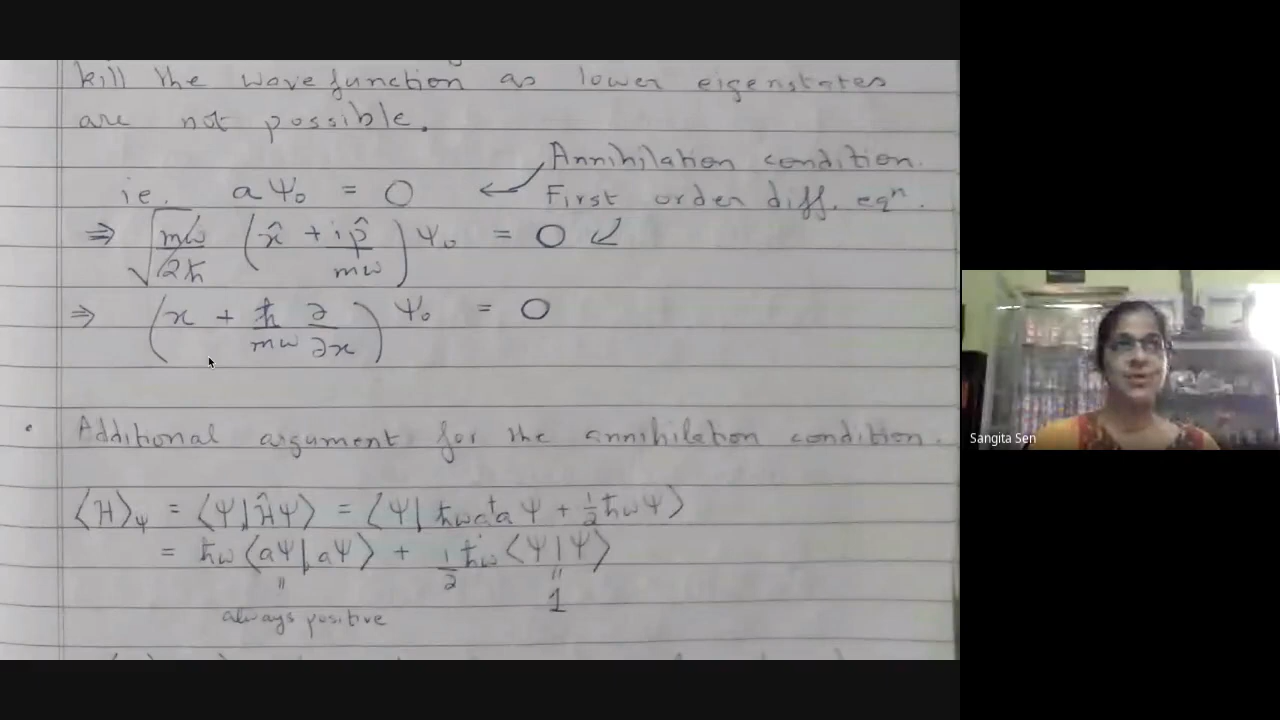 kill the wavefunction as lower eigenstates
are not possible.
Annihilation condition.
ie. aψ₀ = 0 ← First order diff. eqⁿ.
⇒ √(mω/2ħ) (x̂ + ip̂/mω) ψ₀ = 0 ↙
⇒ (x + ħ/mω ∂/∂x) ψ₀ = 0
• Additional argument for the annihilation condition.
⟨H⟩ψ = ⟨ψ|Ĥψ⟩ = ⟨ψ|ħωa†aψ + ½ħωψ⟩
= ħω⟨aψ|aψ⟩ + ½ħω⟨ψ|ψ⟩
" "
always positive 1
Sangita Sen